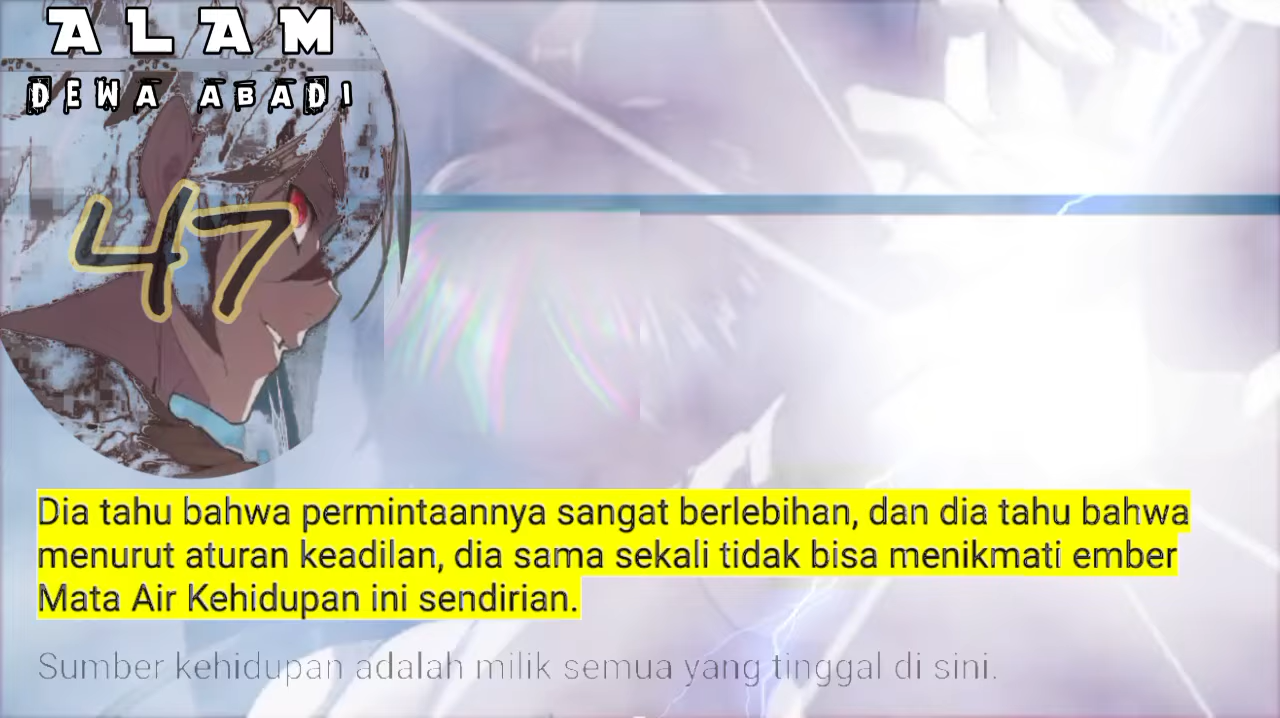 ALAM
DEWA ABADI
47
Dia tahu bahwa permintaannya sangat berlebihan, dan dia tahu bahwa
menurut aturan keadilan, dia sama sekali tidak bisa menikmati ember
Mata Air Kehidupan ini sendirian.
Sumber kehidupan adalah milik semua yang tinggal di sini.